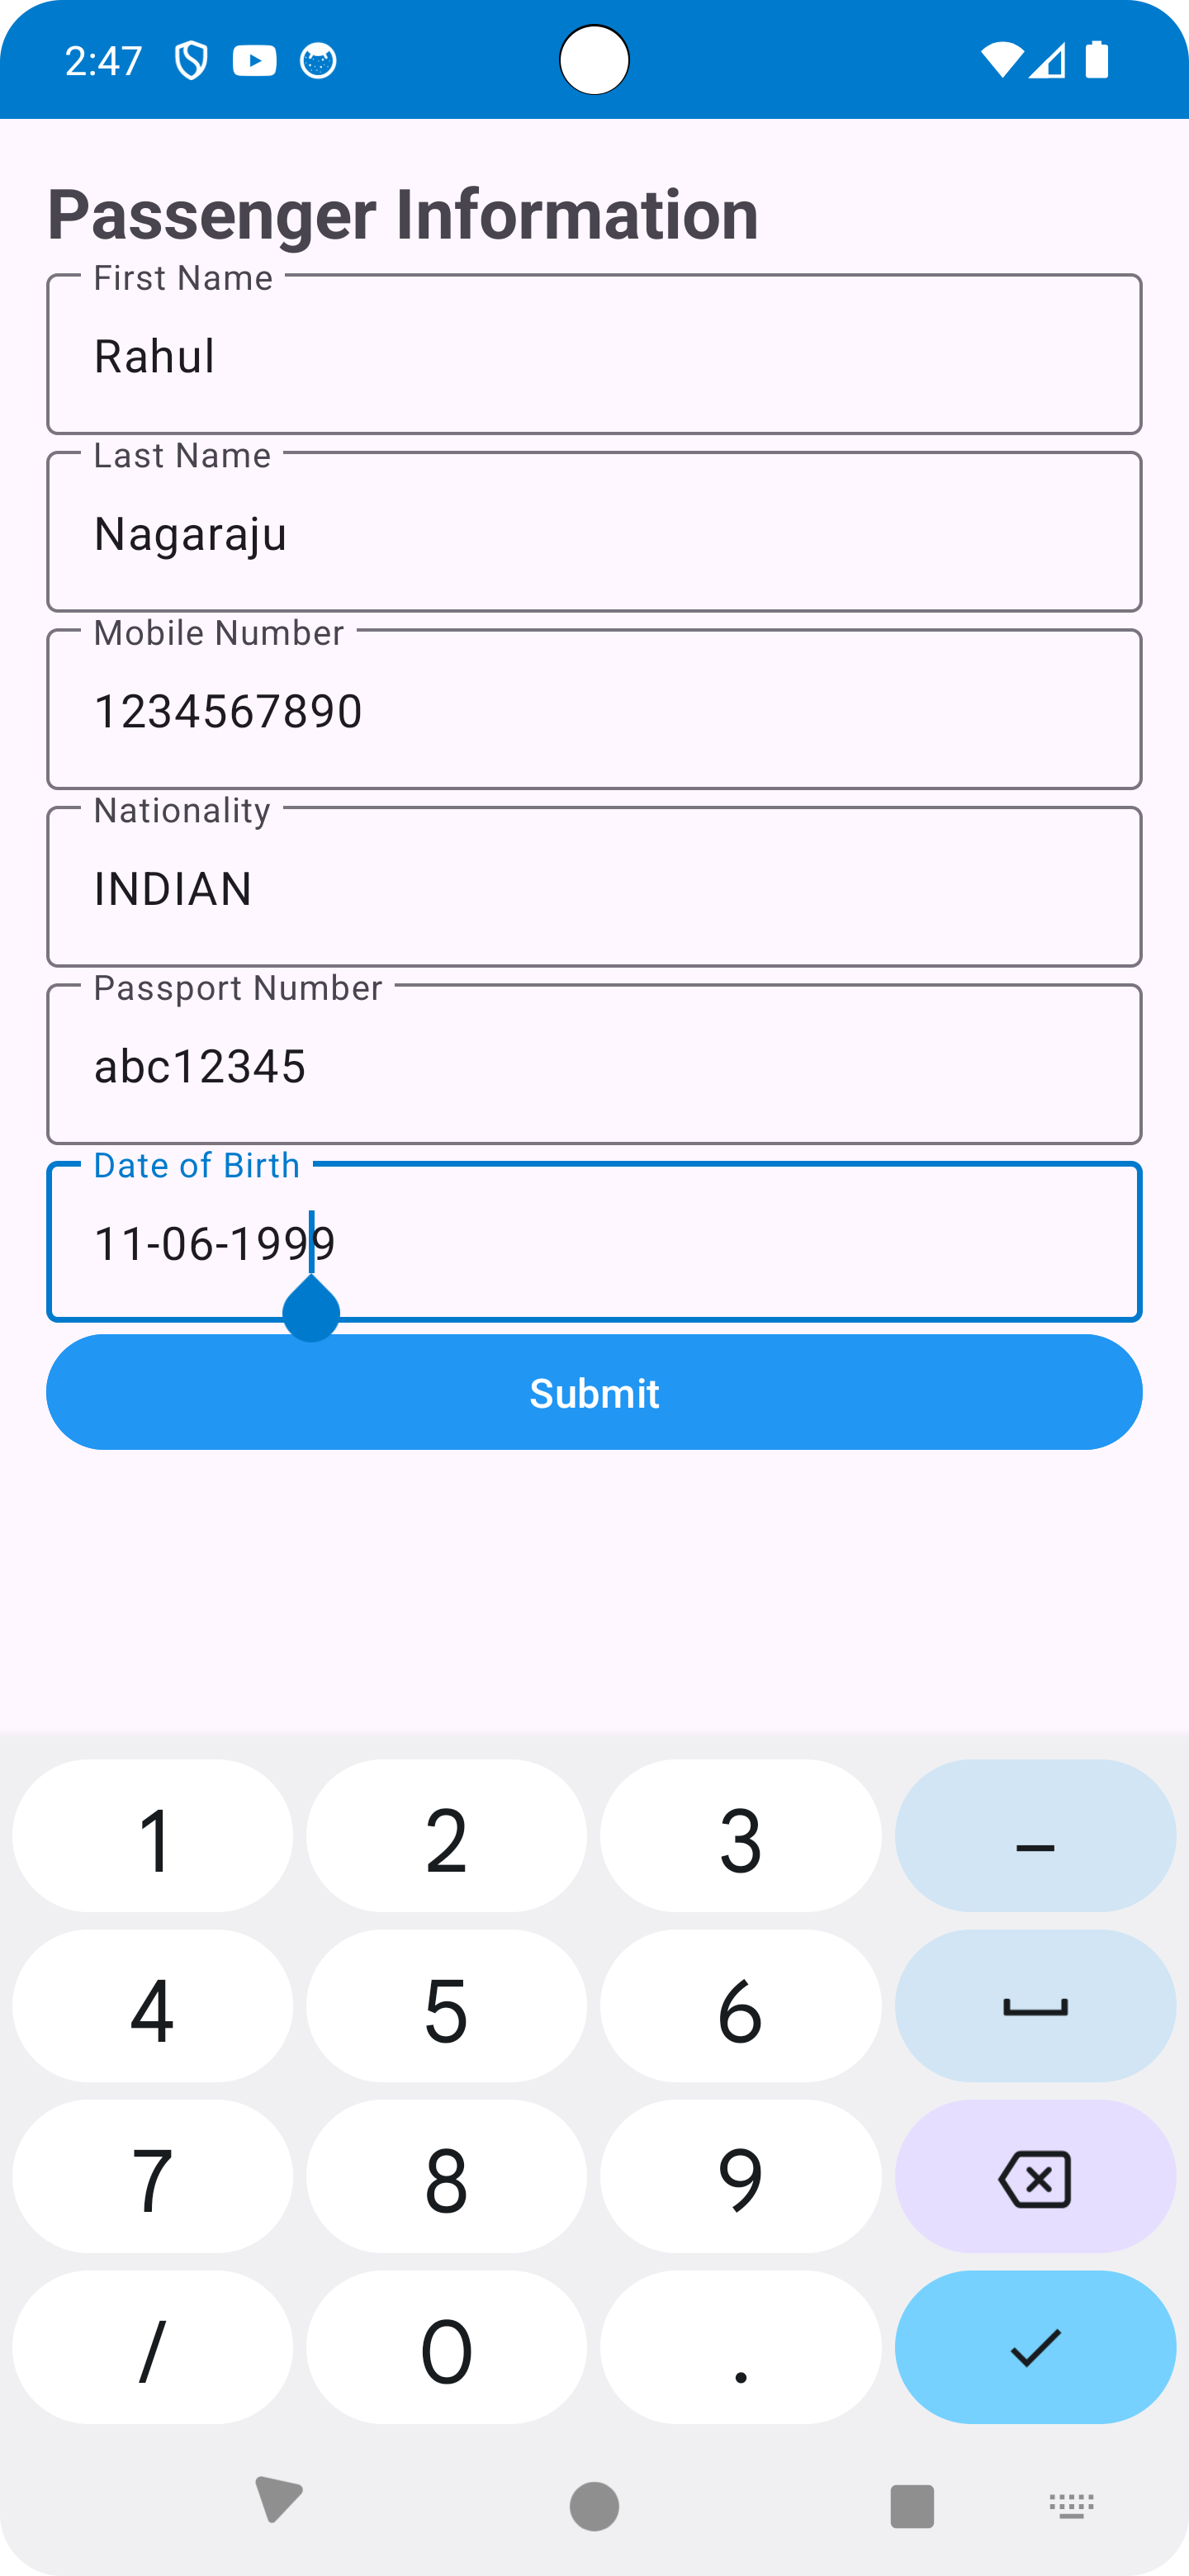 2:47
Passenger Information
First Name
Rahul
Last Name
Nagaraju
Mobile Number
1234567890
Nationality
INDIAN
Passport Number
abc12345
Date of Birth
11-06-1999
Submit
1 2 3 –
4 5 6
7 8 9
/ 0 .